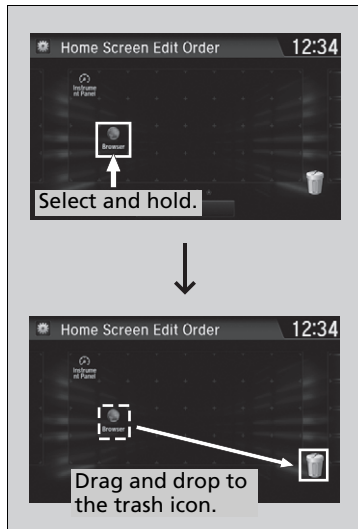 Home Screen Edit Order 12:34
Instrume
nt Panel
Browser
Select and hold.
Home Screen Edit Order 12:34
Instrume
nt Panel
Browser
Drag and drop to
the trash icon.